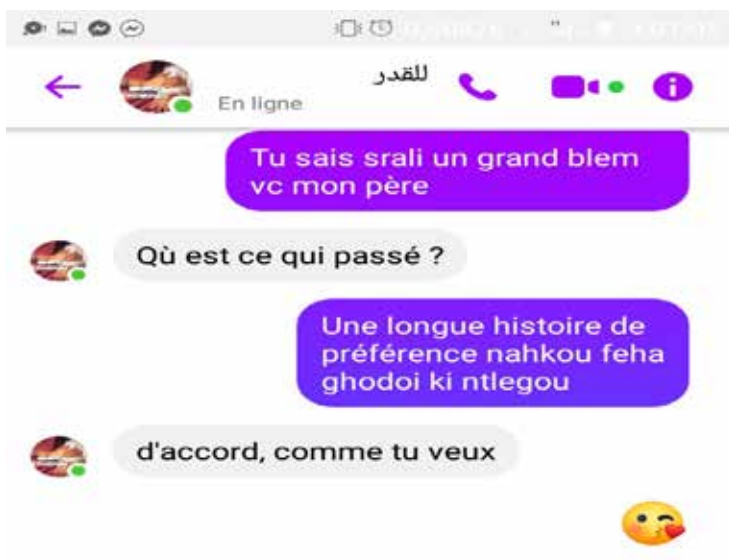 للقدر
En ligne
Tu sais srali un grand blem
vc mon père
Qù est ce qui passé ?
Une longue histoire de
préférence nahkou feha
ghodoi ki ntlegou
d'accord, comme tu veux